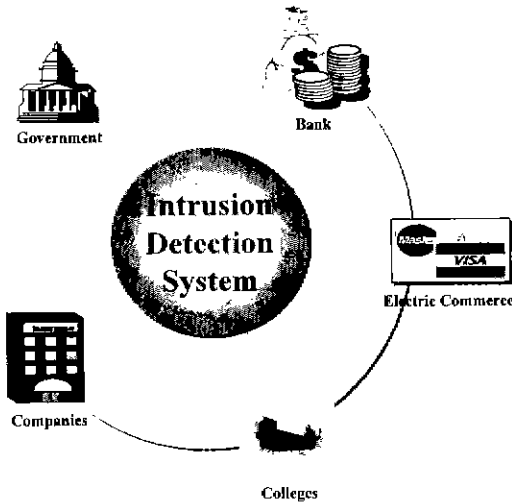 Government
Bank
Intrusion
Detection
System
VISA
Electric Commerce
Companies
Colleges